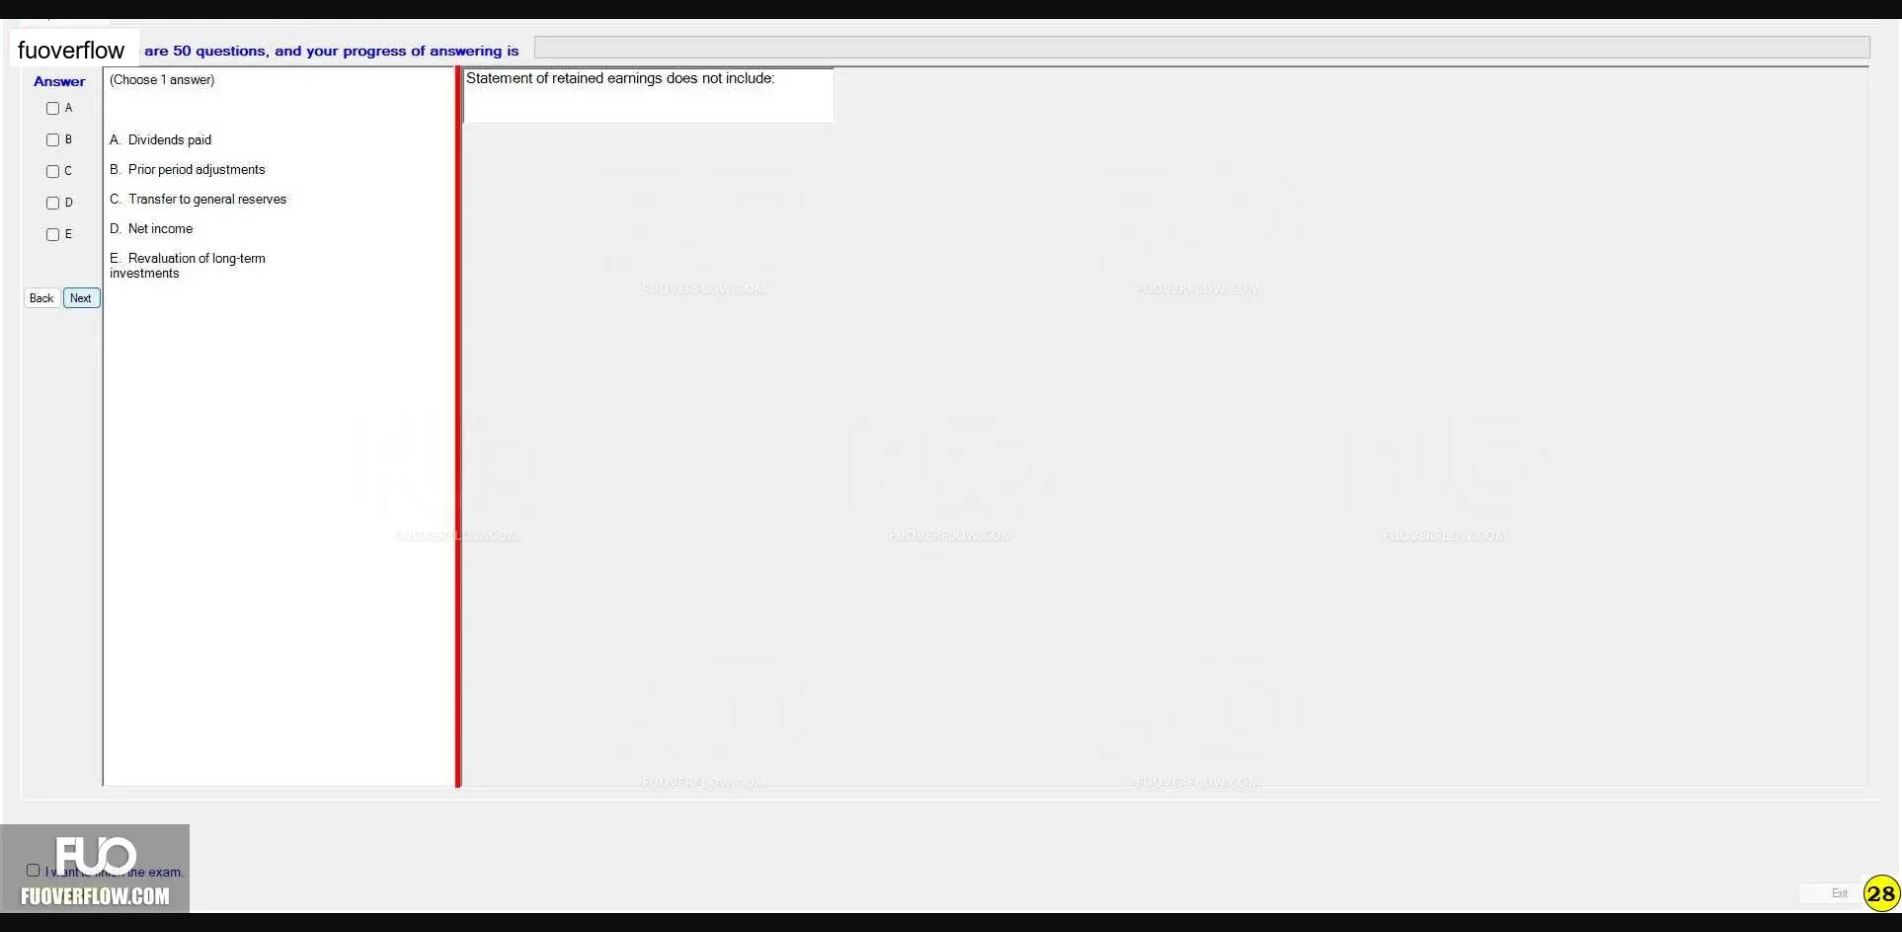 fuoverflow are 50 questions, and your progress of answering is
Answer
A
B
C
D
E
Back Next
(Choose 1 answer)
A. Dividends paid
B. Prior period adjustments
C. Transfer to general reserves
D. Net income
E. Revaluation of long-term
investments
Statement of retained earnings does not include:
FUOVERFLOW.COM FUOVERFLOW.COM
FUOVERFLOW.COM FUOVERFLOW.COM FUOVERFLOW.COM
FUOVERFLOW.COM FUOVERFLOW.COM
FUO
I want to finish the exam.
FUOVERFLOW.COM
Exit 28